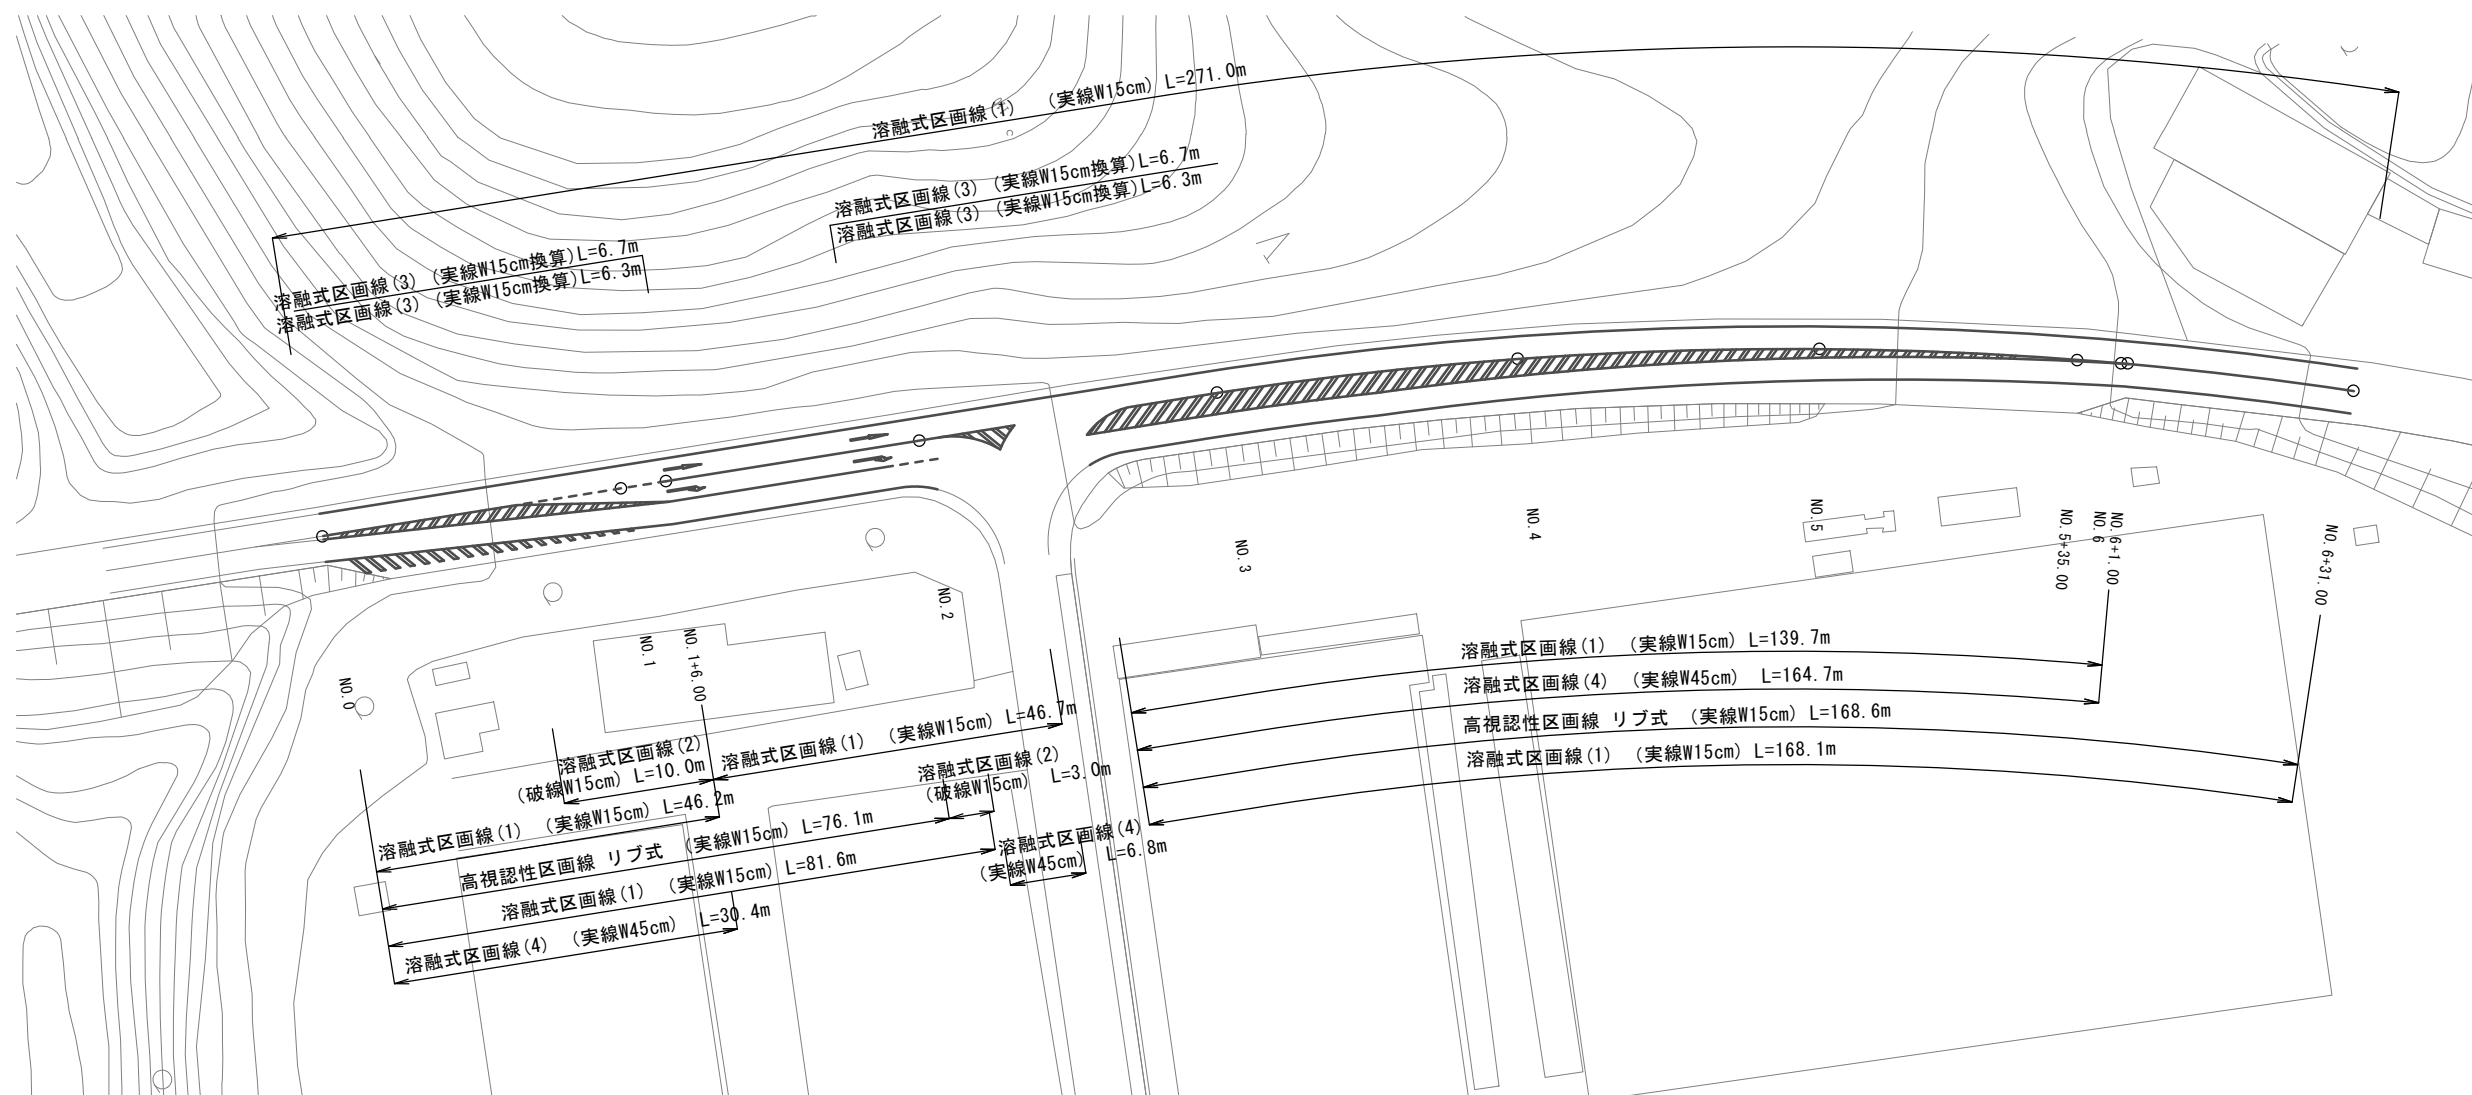 溶融式区画線(1) （実線W15cm) L=271.0m
溶融式区画線(3) (実線W15cm換算)L=6.7m
溶融式区画線(3) (実線W15cm換算)L=6.3m
溶融式区画線(3) (実線W15cm換算)L=6.7m
溶融式区画線(3) (実線W15cm換算)L=6.3m
NO.0
NO.1
NO.1+6.00
NO.2
NO.3
NO.4
NO.5
NO.5+35.00
NO.6
NO.6+1.00
NO.6+31.00
溶融式区画線(1) （実線W15cm) L=139.7m
溶融式区画線(4) （実線W45cm) L=164.7m
高視認性区画線 リブ式 （実線W15cm) L=168.6m
溶融式区画線(1) （実線W15cm) L=168.1m
溶融式区画線(2)
（破線W15cm) L=10.0m
溶融式区画線(1) （実線W15cm) L=46.7m
溶融式区画線(2)
（破線W15cm) L=3.0m
溶融式区画線(1) （実線W15cm) L=46.2m
高視認性区画線 リブ式 （実線W15cm) L=76.1m
溶融式区画線(4)
（実線W45cm) L=6.8m
溶融式区画線(1) （実線W15cm) L=81.6m
溶融式区画線(4) （実線W45cm) L=30.4m